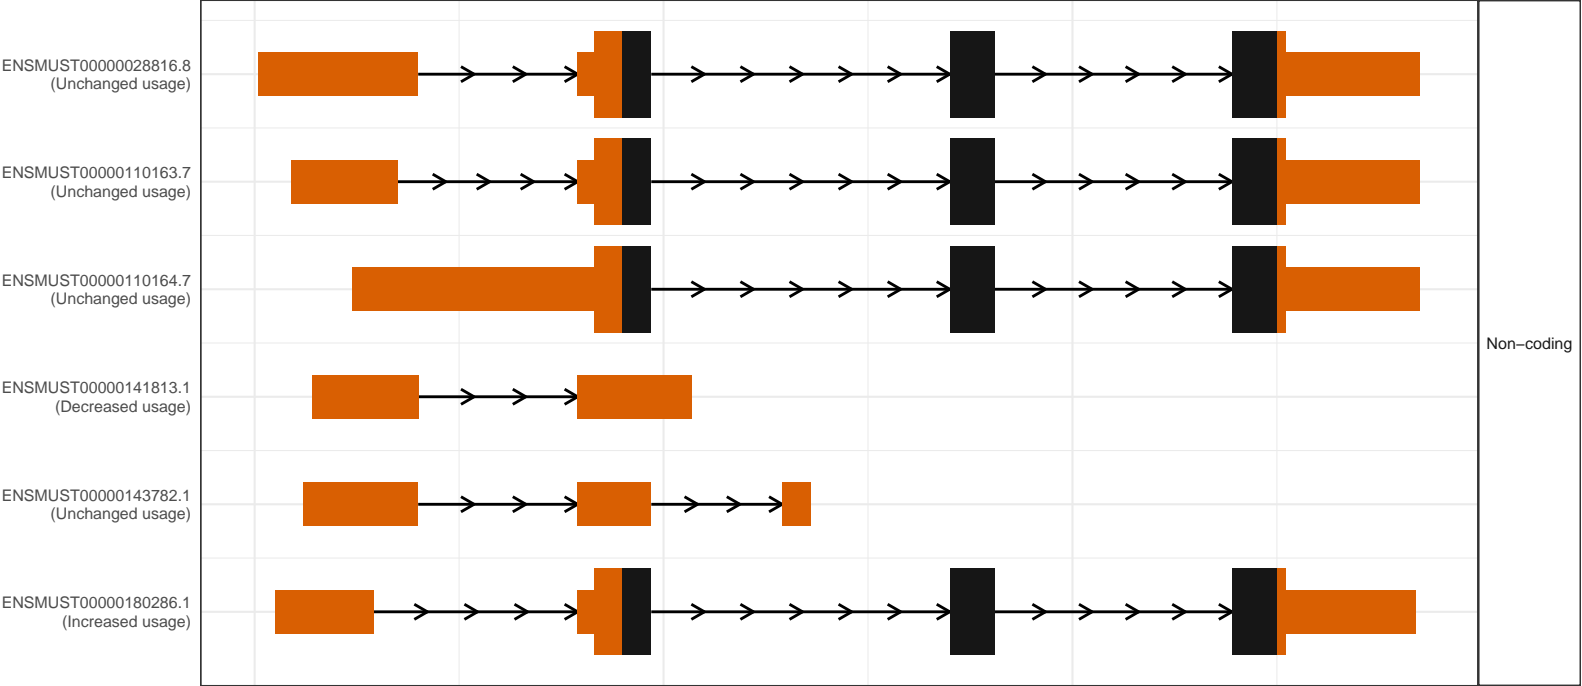 ENSMUST00000028816.8
(Unchanged usage)
ENSMUST00000110163.7
(Unchanged usage)
ENSMUST00000110164.7
(Unchanged usage)
ENSMUST00000141813.1
(Decreased usage)
ENSMUST00000143782.1
(Unchanged usage)
ENSMUST00000180286.1
(Increased usage)
Non−coding